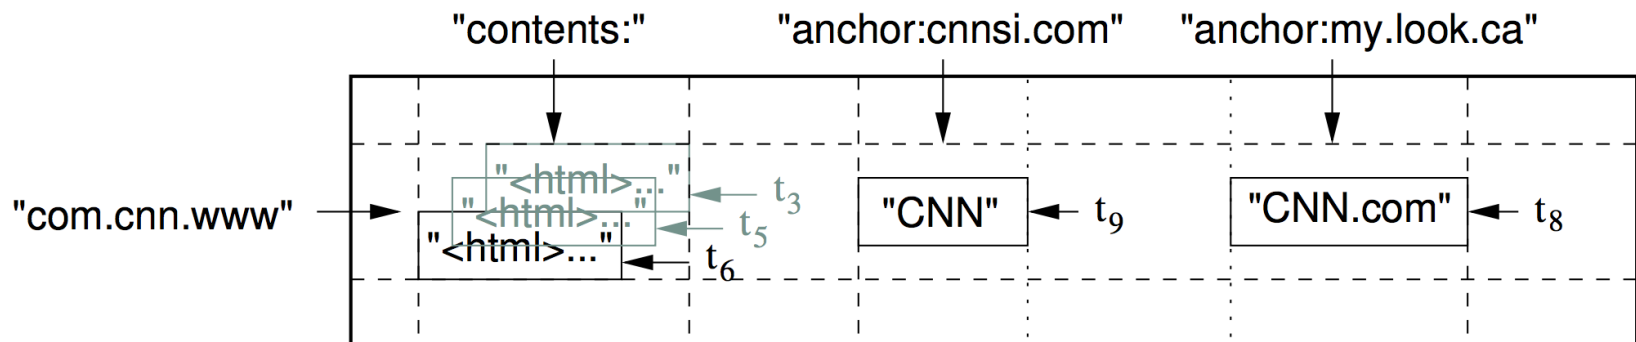 "contents:" "anchor:cnnsi.com" "anchor:my.look.ca"
"<html>..." t3
"com.cnn.www" "<html>..." t5 "CNN" t9 "CNN.com" t8
"<html>..." t6